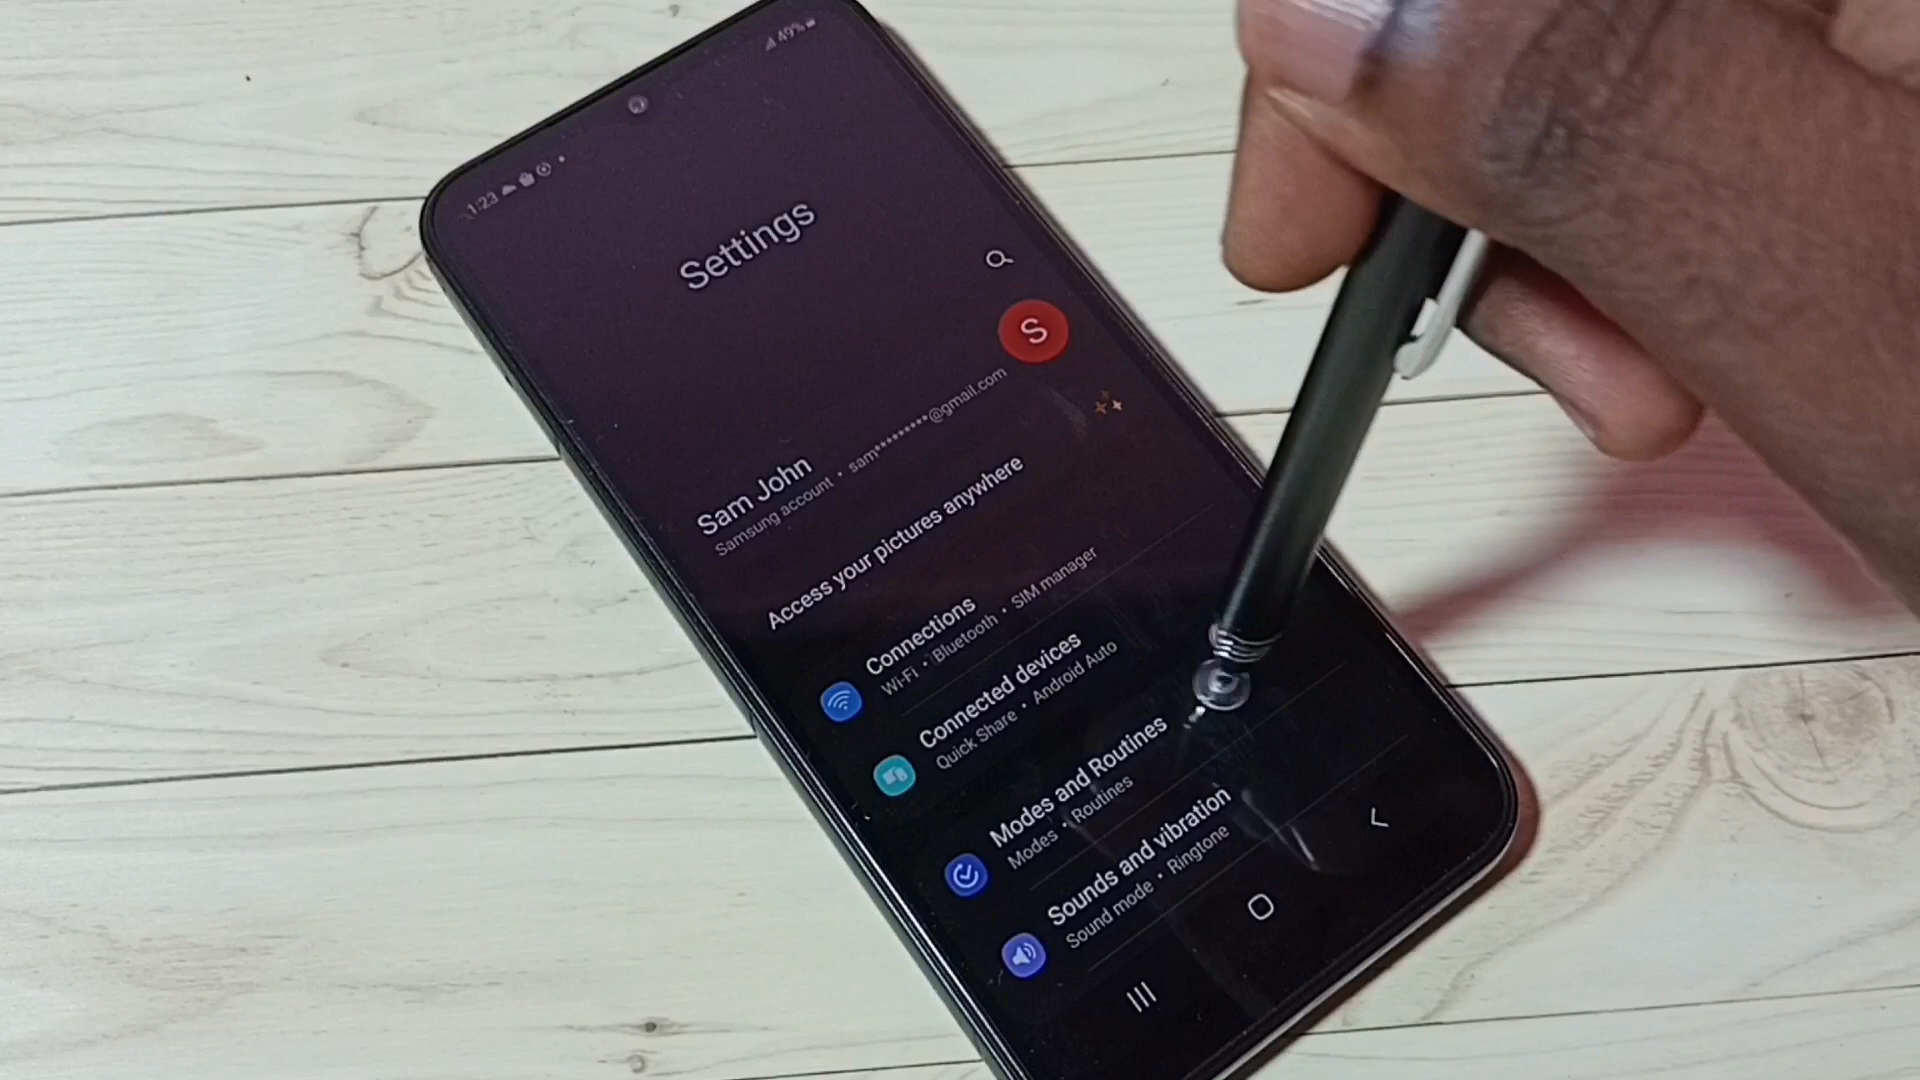 1:23
49%
Settings
S
Sam John
Samsung account • sam*********@gmail.com
Access your pictures anywhere
Connections
Wi-Fi • Bluetooth • SIM manager
Connected devices
Quick Share • Android Auto
Modes and Routines
Modes • Routines
Sounds and vibration
Sound mode • Ringtone